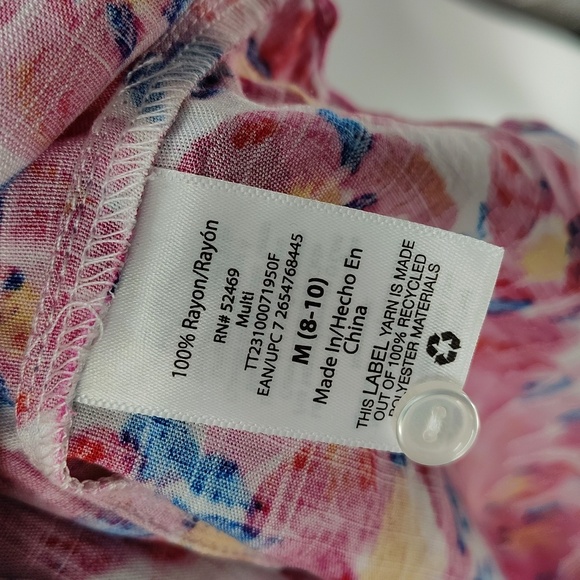 100% Rayon/Rayón
RN# 52469
Multi
TT23100071950F
EAN/UPC 7 2654768445
M (8-10)
Made In/Hecho En
China
THIS LABEL YARN IS MADE
OUT OF 100% RECYCLED
POLYESTER MATERIALS